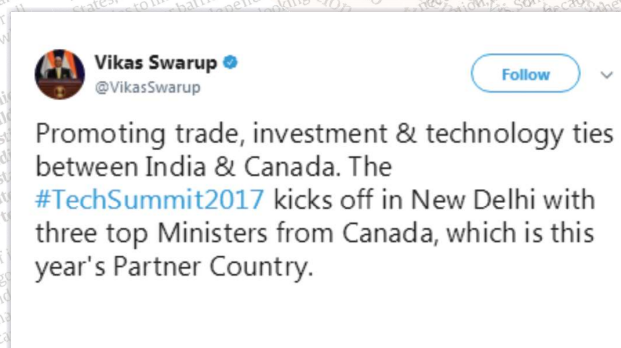 Vikas Swarup
@VikasSwarup
Follow
Promoting trade, investment & technology ties
between India & Canada. The
#TechSummit2017 kicks off in New Delhi with
three top Ministers from Canada, which is this
year's Partner Country.